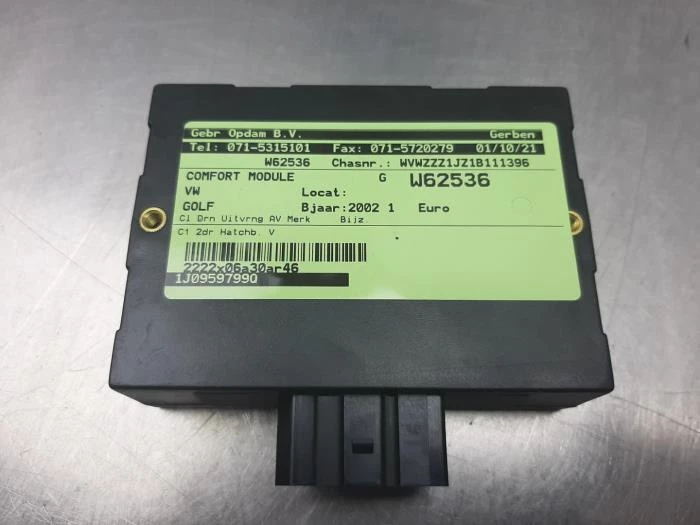 Gebr Opdam B.V. Gerben
Tel: 071-5315101 Fax: 071-5720279 01/10/21
W62536 Chasnr.: WVWZZZ1JZ1B111396
COMFORT MODULE G W62536
VW Locat:
GOLF Bjaar:2002 1 Euro
Cl Drn Uitvrng AV Merk Bijz.
C1 2dr Hatchb. V
2222x06a30ar46
1J0959799Q